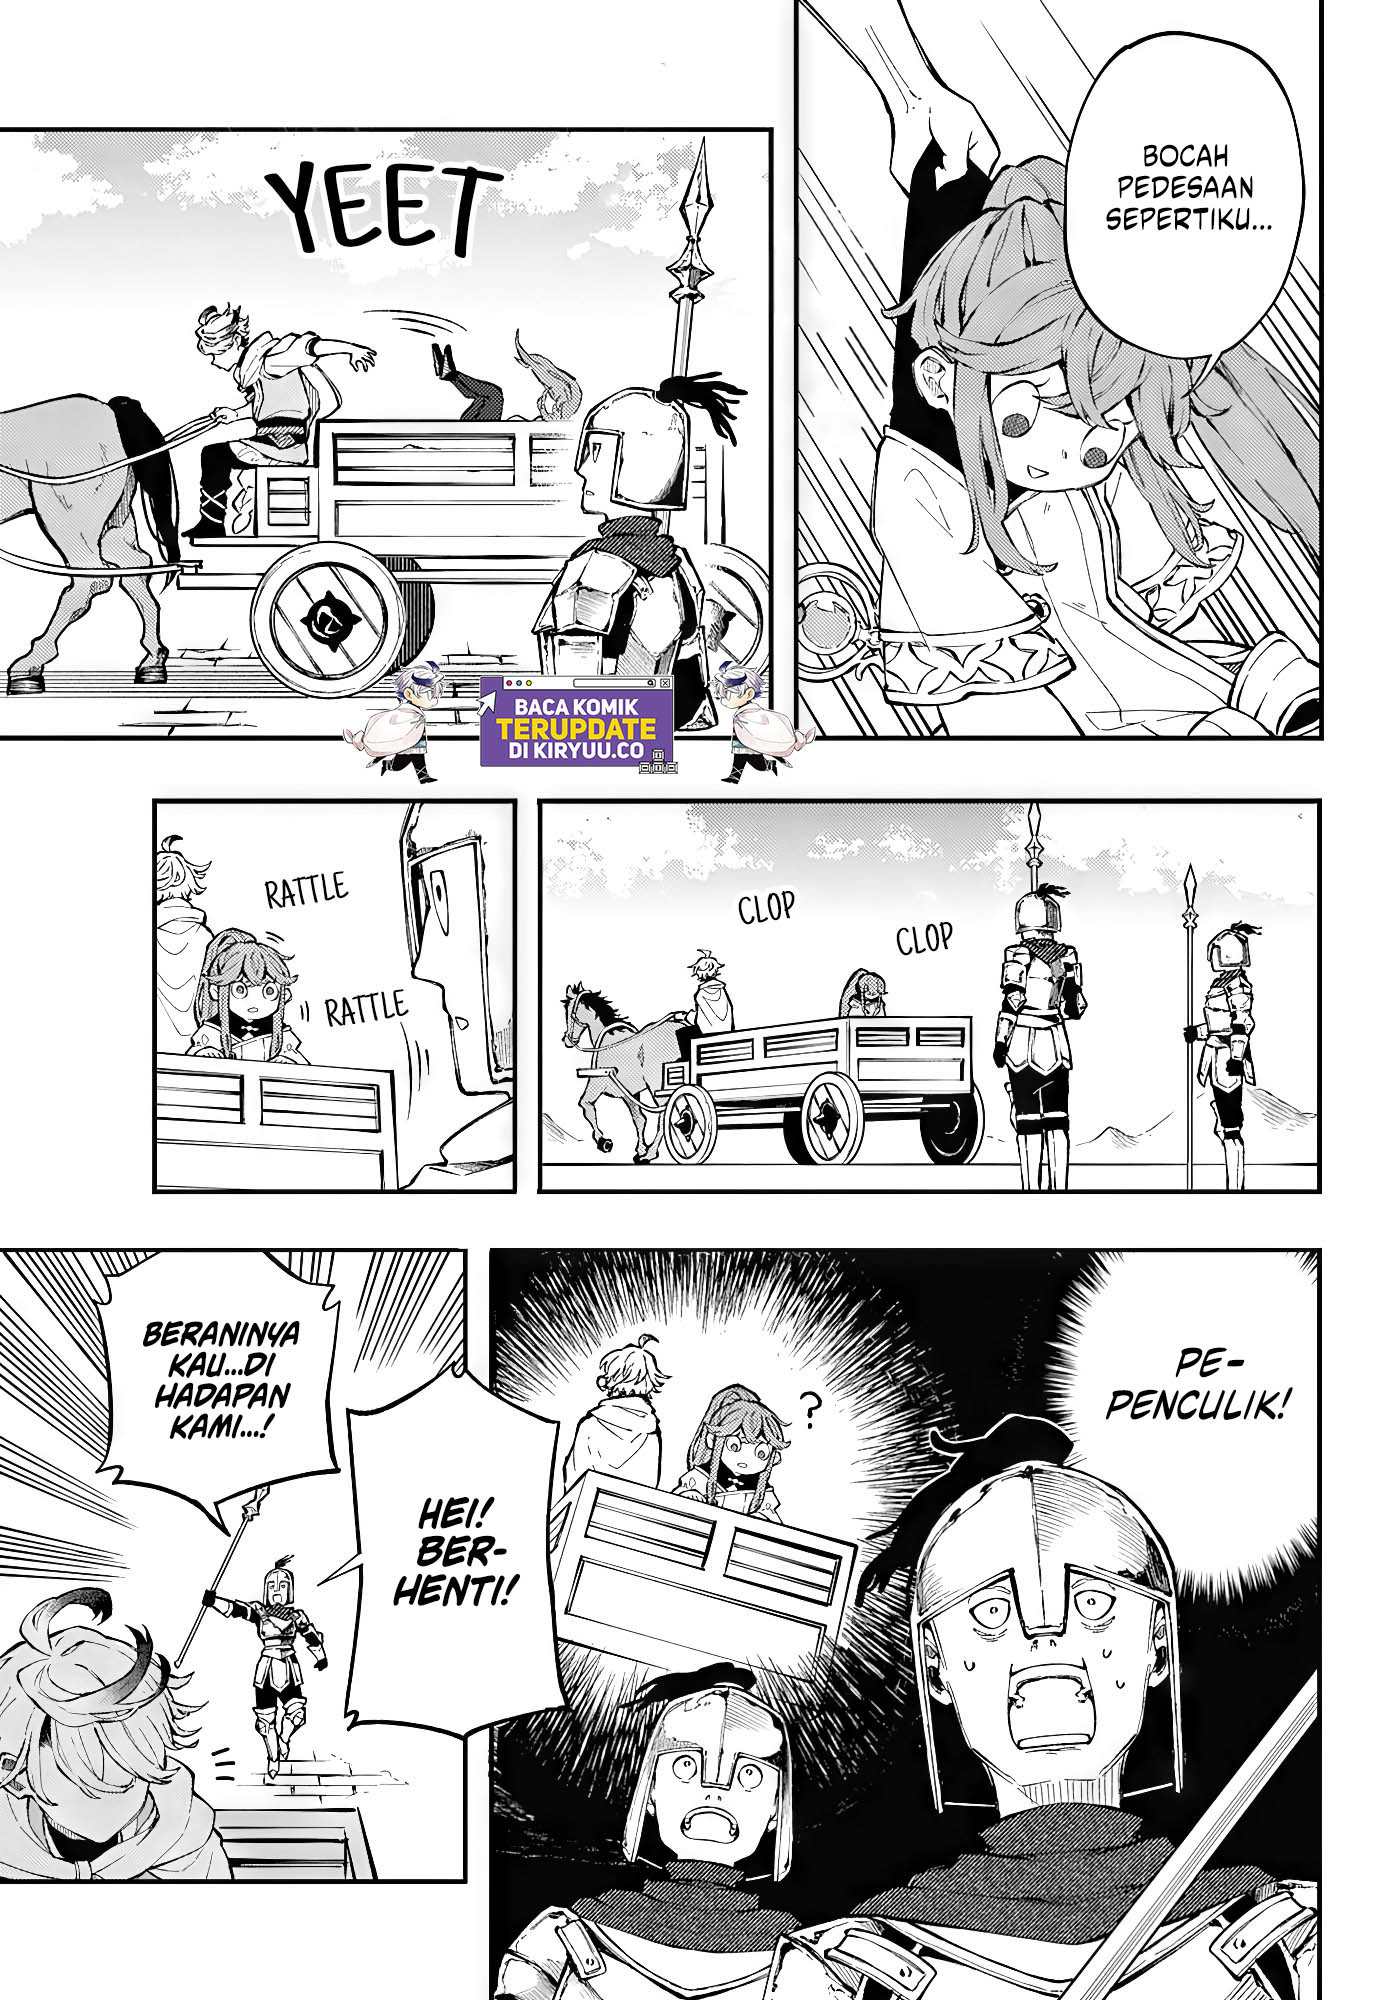 BOCAH
PEDESAAN
SEPERTIKU...
YEET
BACA KOMIK
TERUPDATE
DI KIRYUU.CO
CLOP
CLOP
RATTLE
RATTLE
PE-
PENCULIK!
?
HEI!
BER-
HENTI!
BERANINYA
KAU...DI
HADAPAN
KAMI...!